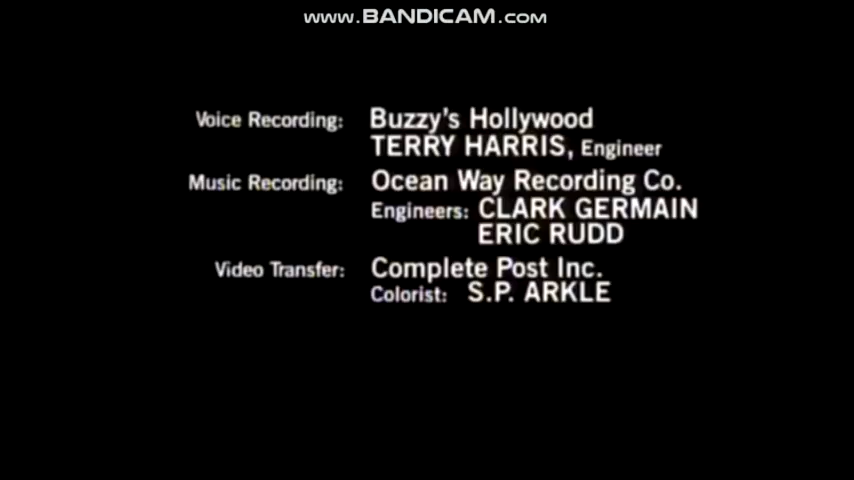 www.BANDICAM.com
Voice Recording: Buzzy's Hollywood
TERRY HARRIS, Engineer
Music Recording: Ocean Way Recording Co.
Engineers: CLARK GERMAIN
ERIC RUDD
Video Transfer: Complete Post Inc.
Colorist: S.P. ARKLE